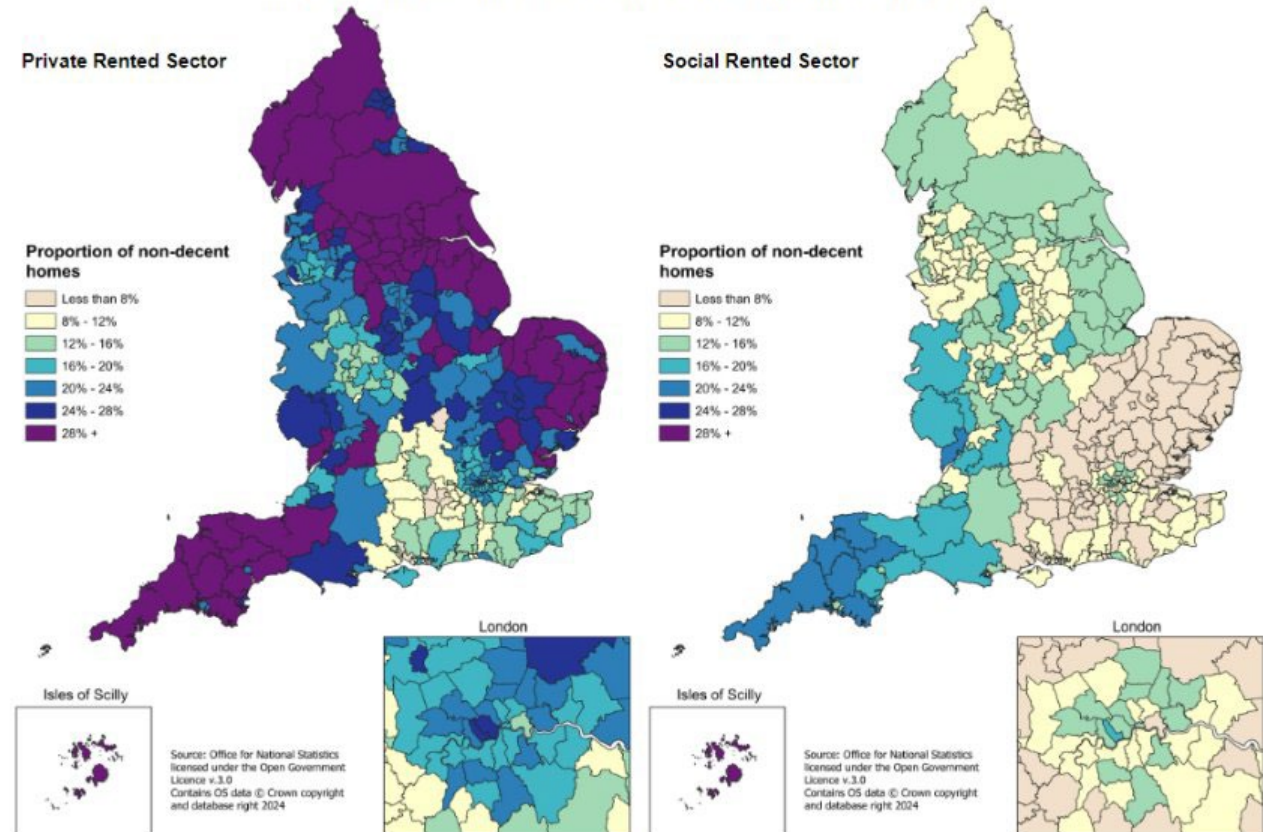 Private Rented Sector
Proportion of non-decent
homes
Less than 8%
8% - 12%
12% - 16%
16% - 20%
20% - 24%
24% - 28%
28% +
London
Isles of Scilly
Source: Office for National Statistics
licensed under the Open Government
Licence v.3.0
Contains OS data © Crown copyright
and database right 2024
Social Rented Sector
Proportion of non-decent
homes
Less than 8%
8% - 12%
12% - 16%
16% - 20%
20% - 24%
24% - 28%
28% +
London
Isles of Scilly
Source: Office for National Statistics
licensed under the Open Government
Licence v.3.0
Contains OS data © Crown copyright
and database right 2024